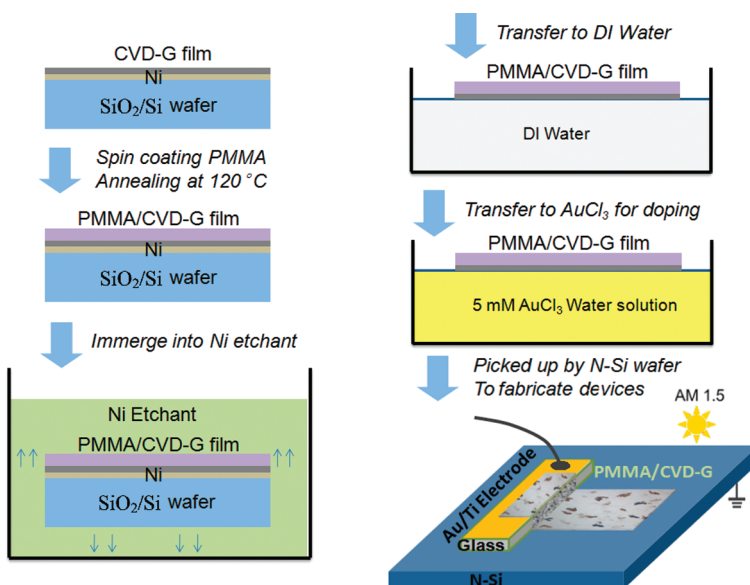 CVD-G film
Ni
SiO₂/Si wafer
Spin coating PMMA
Annealing at 120 °C
PMMA/CVD-G film
Ni
SiO₂/Si wafer
Immerge into Ni etchant
Ni Etchant
PMMA/CVD-G film
Ni
SiO₂/Si wafer
Transfer to DI Water
PMMA/CVD-G film
DI Water
Transfer to AuCl₃ for doping
PMMA/CVD-G film
5 mM AuCl₃ Water solution
Picked up by N-Si wafer
To fabricate devices
AM 1.5
PMMA/CVD-G
Au/Ti Electrode
Glass
N-Si